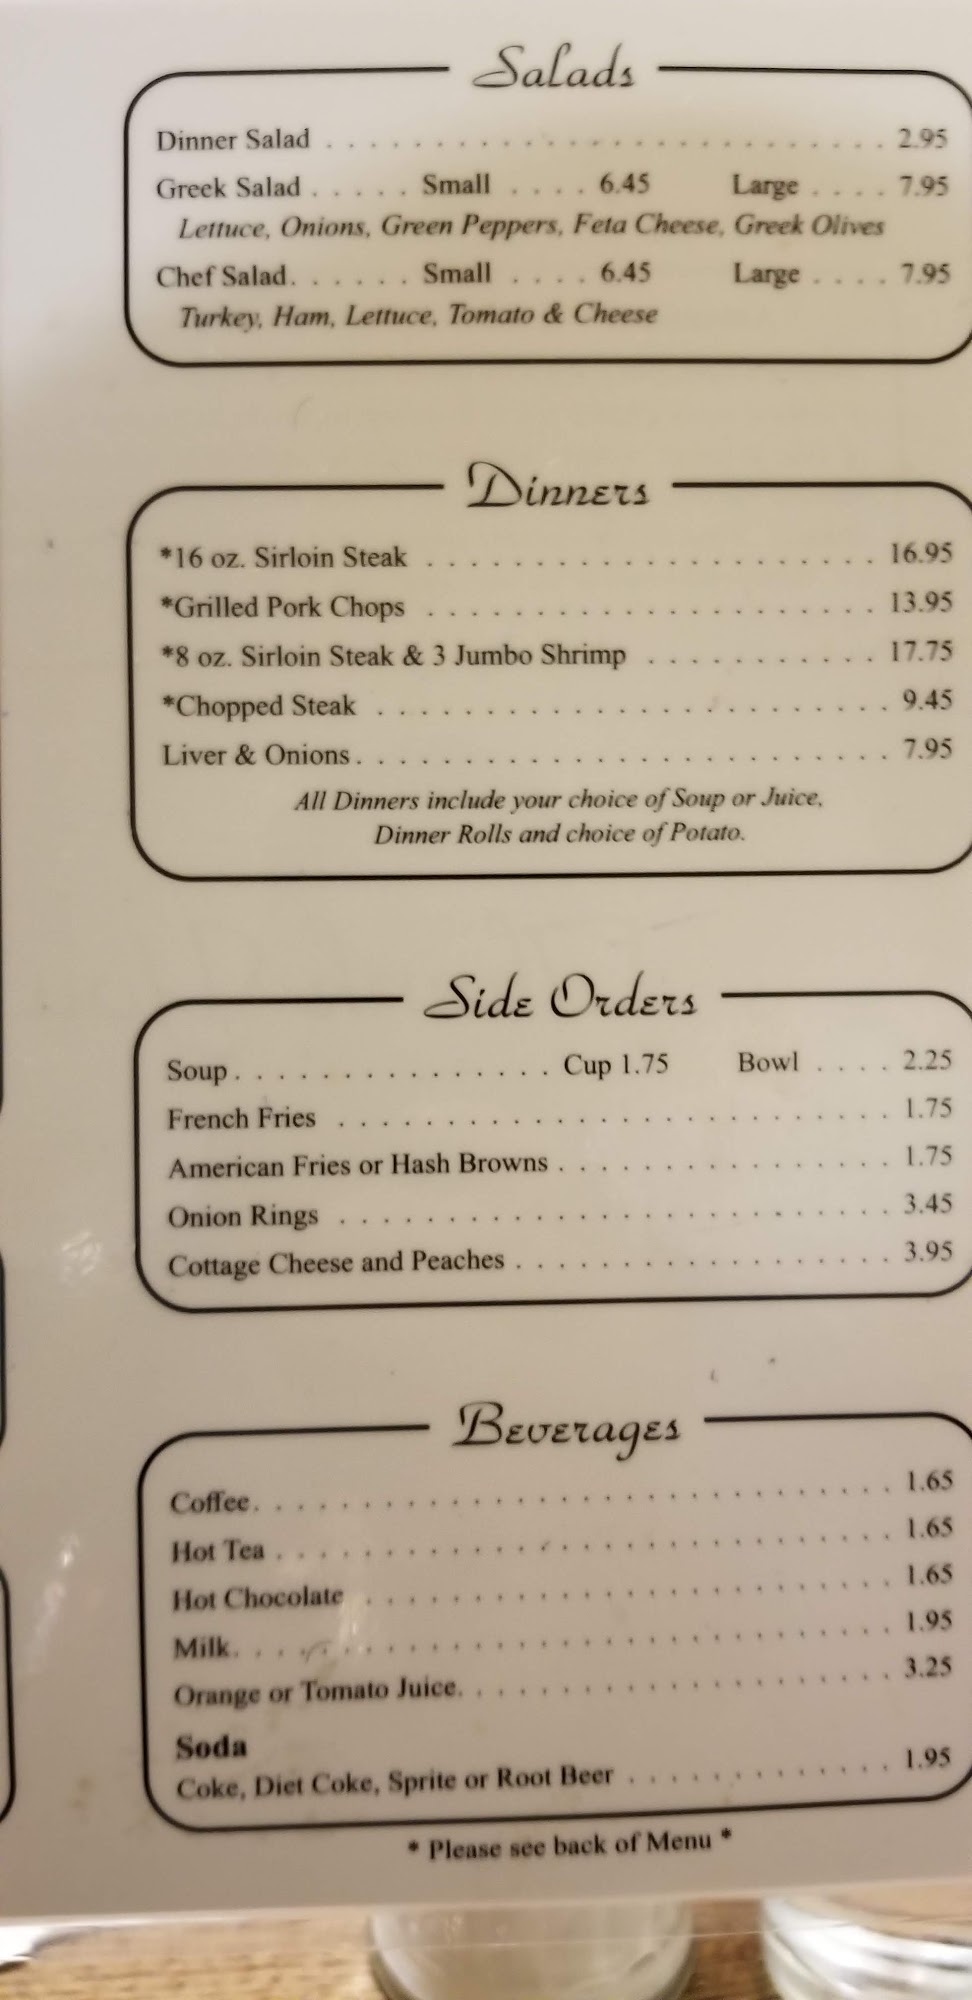 Salads
Dinner Salad . . . . . . . . . . . . . . . . . . . . . . . . . . 2.95
Greek Salad . . . . . Small . . . . 6.45 Large . . . . 7.95
Lettuce, Onions, Green Peppers, Feta Cheese, Greek Olives
Chef Salad. . . . . . Small . . . . 6.45 Large . . . . 7.95
Turkey, Ham, Lettuce, Tomato & Cheese
Dinners
*16 oz. Sirloin Steak . . . . . . . . . . . . . . . . . . . . . 16.95
*Grilled Pork Chops . . . . . . . . . . . . . . . . . . . . . 13.95
*8 oz. Sirloin Steak & 3 Jumbo Shrimp . . . . . . . . . . . 17.75
*Chopped Steak . . . . . . . . . . . . . . . . . . . . . . . . 9.45
Liver & Onions. . . . . . . . . . . . . . . . . . . . . . . . . 7.95
All Dinners include your choice of Soup or Juice,
Dinner Rolls and choice of Potato.
Side Orders
Soup. . . . . . . . . . . . . . . . Cup 1.75 Bowl . . . . 2.25
French Fries . . . . . . . . . . . . . . . . . . . . . . . . . . 1.75
American Fries or Hash Browns . . . . . . . . . . . . . . . . 1.75
Onion Rings . . . . . . . . . . . . . . . . . . . . . . . . . . 3.45
Cottage Cheese and Peaches . . . . . . . . . . . . . . . . . . 3.95
Beverages
Coffee. . . . . . . . . . . . . . . . . . . . . . . . . . . . . . 1.65
Hot Tea . . . . . . . . . . . . . . . . . . . . . . . . . . . . . 1.65
Hot Chocolate . . . . . . . . . . . . . . . . . . . . . . . . . 1.65
Milk. . . . . . . . . . . . . . . . . . . . . . . . . . . . . . . 1.95
Orange or Tomato Juice. . . . . . . . . . . . . . . . . . . . . 3.25
Soda
Coke, Diet Coke, Sprite or Root Beer . . . . . . . . . . . . . 1.95
* Please see back of Menu *